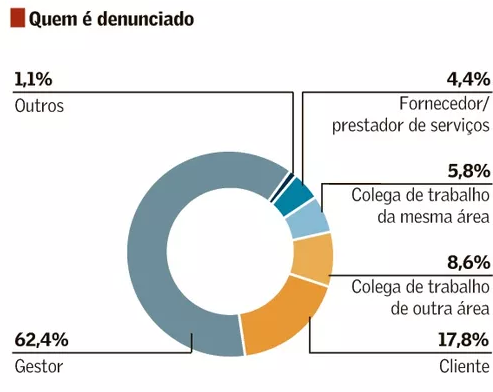 Quem é denunciado
1,1%
Outros
4,4%
Fornecedor/
prestador de serviços
5,8%
Colega de trabalho
da mesma área
8,6%
Colega de trabalho
de outra área
62,4%
Gestor
17,8%
Cliente